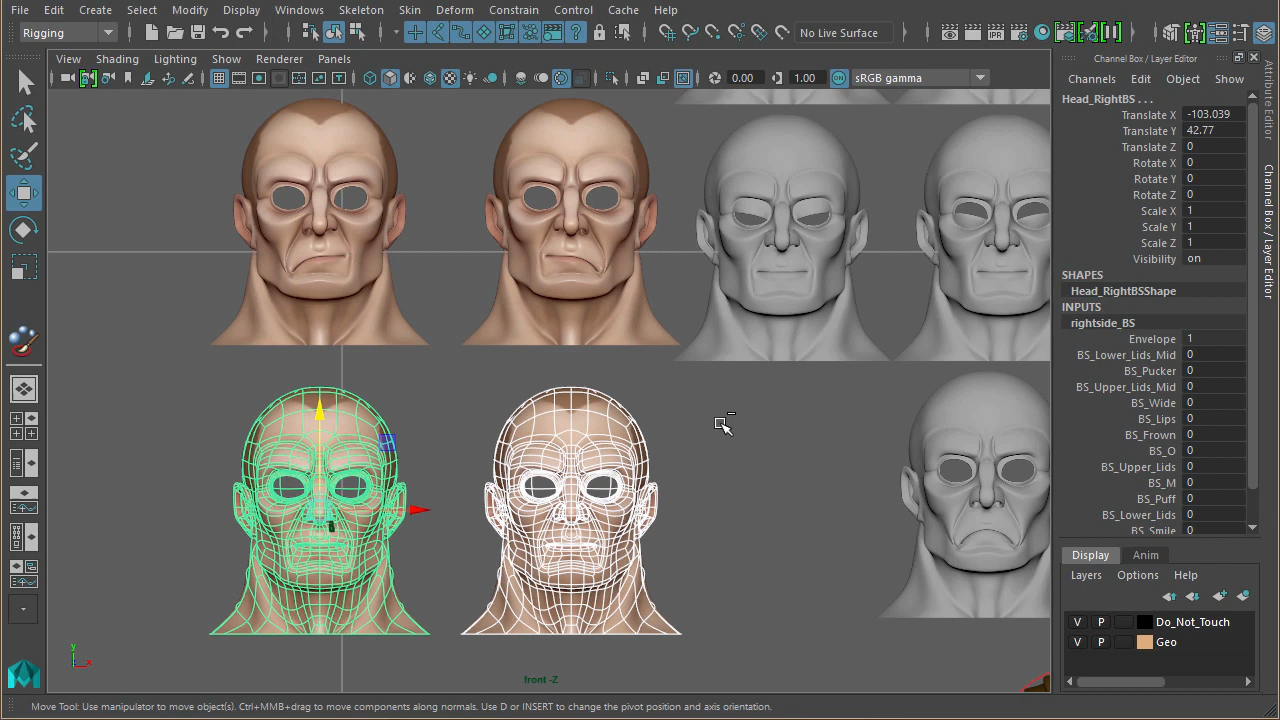 File Edit Create Select Modify Display Windows Skeleton Skin Deform Constrain Control Cache Help
Rigging
No Live Surface
View Shading Lighting Show Renderer Panels
0.00 1.00 ON sRGB gamma
IPR
front -Z
y
x
Channel Box / Layer Editor
Channels Edit Object Show
Head_RightBS . . .
Translate X -103.039
Translate Y 42.77
Translate Z 0
Rotate X 0
Rotate Y 0
Rotate Z 0
Scale X 1
Scale Y 1
Scale Z 1
Visibility on
SHAPES
Head_RightBSShape
INPUTS
rightside_BS
Envelope 1
BS_Lower_Lids_Mid 0
BS_Pucker 0
BS_Upper_Lids_Mid 0
BS_Wide 0
BS_Lips 0
BS_Frown 0
BS_O 0
BS_Upper_Lids 0
BS_M 0
BS_Puff 0
BS_Lower_Lids 0
BS_Smile 0
Display Anim
Layers Options Help
V P Do_Not_Touch
V P Geo
Attribute Editor
Channel Box / Layer Editor
Move Tool: Use manipulator to move object(s). Ctrl+MMB+drag to move components along normals. Use D or INSERT to change the pivot position and axis orientation.